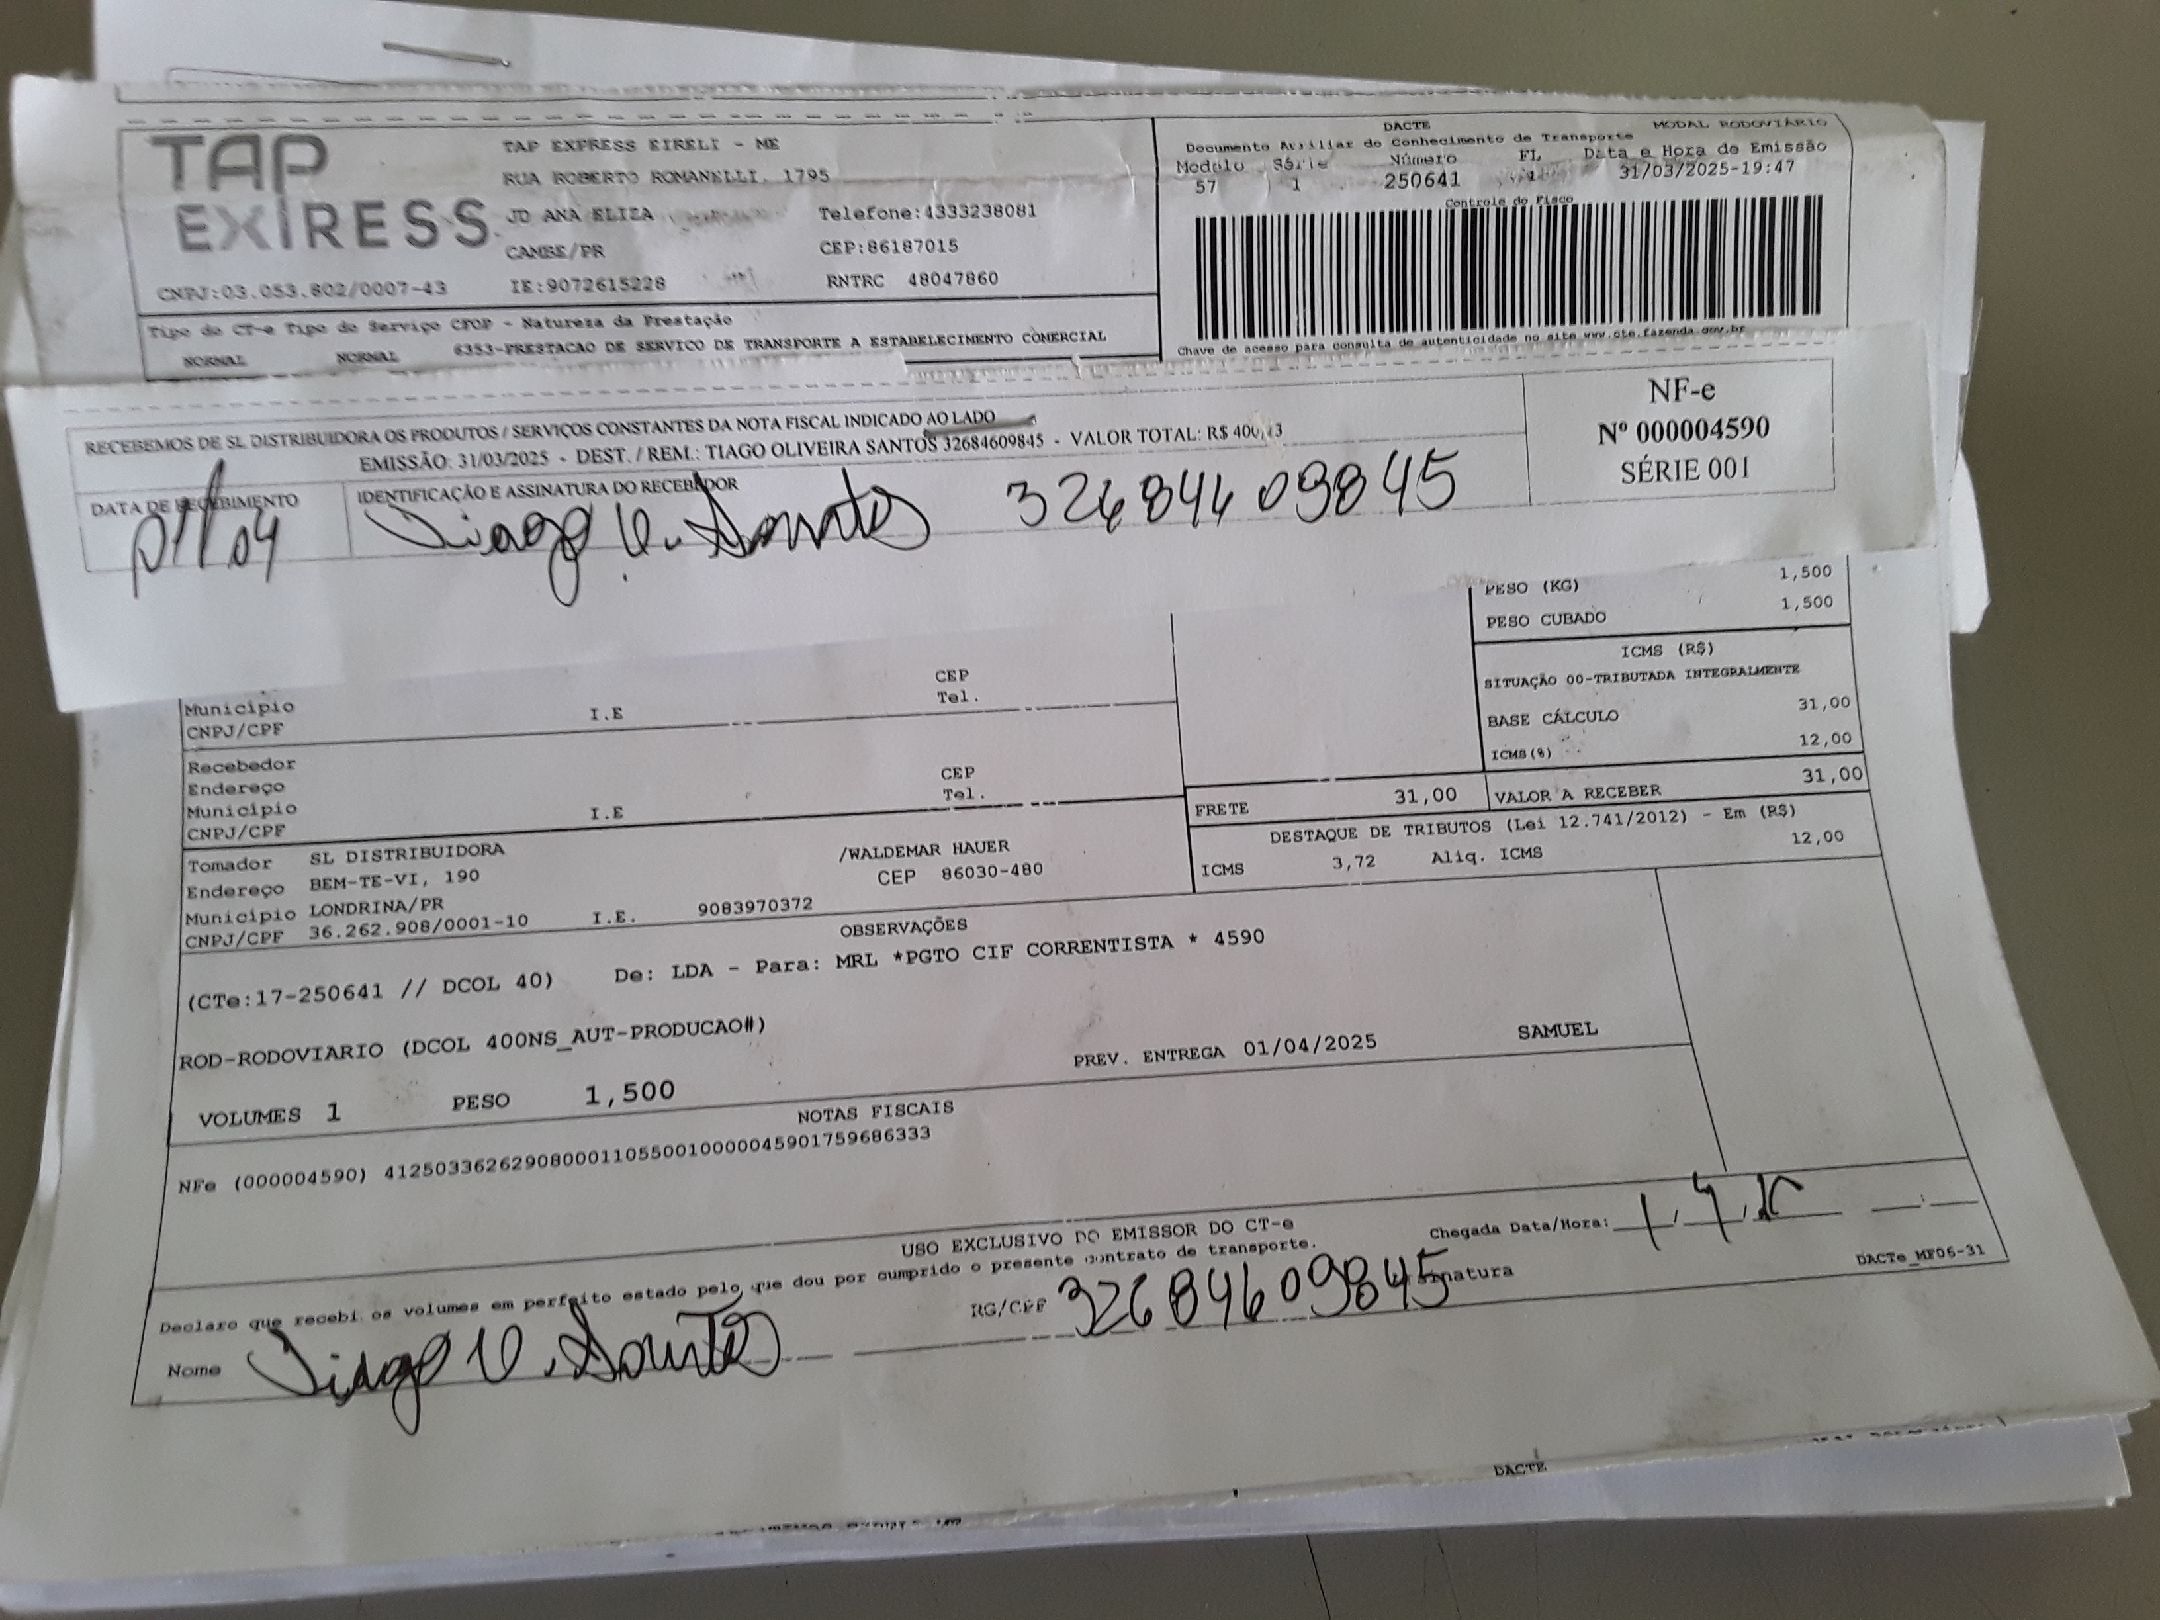 TAP EXPRESS
TAP EXPRESS EIRELI - ME
RUA ROBERTO ROMANELLI, 1795
JD ANA ELIZA Telefone:4333238081
CAMBE/PR CEP:86187015
CNPJ:03.053.802/0007-43 IE:9072615228 RNTRC 48047860
Tipo do CT-e Tipo do Serviço CFOP - Natureza da Prestação
NORMAL NORMAL 6353-PRESTACAO DE SERVICO DE TRANSPORTE A ESTABELECIMENTO COMERCIAL
DACTE MODAL RODOVIÁRIO
Documento Auxiliar do Conhecimento de Transporte
Modelo Série Número FL Data e Hora de Emissão
57 1 250641 1 31/03/2025-19:47
Controle do Fisco
Chave de acesso para consulta de autenticidade no site www.cte.fazenda.gov.br
RECEBEMOS DE SL DISTRIBUIDORA OS PRODUTOS / SERVIÇOS CONSTANTES DA NOTA FISCAL INDICADO AO LADO
EMISSÃO: 31/03/2025 - DEST. / REM.: TIAGO OLIVEIRA SANTOS 32684609845 - VALOR TOTAL: R$
DATA DE RECEBIMENTO IDENTIFICAÇÃO E ASSINATURA DO RECEBEDOR
01/04 Tiago O. Santos 32684609845
NF-e
Nº 000004590
SÉRIE 001
PESO (KG) 1,500
PESO CUBADO 1,500
ICMS (R$)
SITUAÇÃO 00-TRIBUTADA INTEGRALMENTE
BASE CÁLCULO 31,00
ICMS(%) 12,00
CEP
Município Tel.
CNPJ/CPF I.E
Recebedor
Endereço CEP
Município Tel.
CNPJ/CPF I.E
FRETE 31,00 VALOR A RECEBER 31,00
DESTAQUE DE TRIBUTOS (Lei 12.741/2012) - Em (R$)
ICMS 3,72 Aliq. ICMS 12,00
Tomador SL DISTRIBUIDORA
Endereço BEM-TE-VI, 190 /WALDEMAR HAUER
Município LONDRINA/PR CEP 86030-480
CNPJ/CPF 36.262.908/0001-10 I.E. 9083970372
OBSERVAÇÕES
(CTe:17-250641 // DCOL 40) De: LDA - Para: MRL *PGTO CIF CORRENTISTA * 4590
ROD-RODOVIARIO (DCOL 400NS_AUT-PRODUCAO#)
PREV. ENTREGA 01/04/2025 SAMUEL
VOLUMES 1 PESO 1,500
NOTAS FISCAIS
NFe (000004590) 41250336262908000110550010000045901759686333
USO EXCLUSIVO DO EMISSOR DO CT-e
Declaro que recebi os volumes em perfeito estado pelo que dou por cumprido o presente contrato de transporte.
Chegada Data/Hora: 1/4/25
Nome Tiago O. Santos RG/CPF 32684609845 Assinatura
DACTe_MF06-31
DACTE